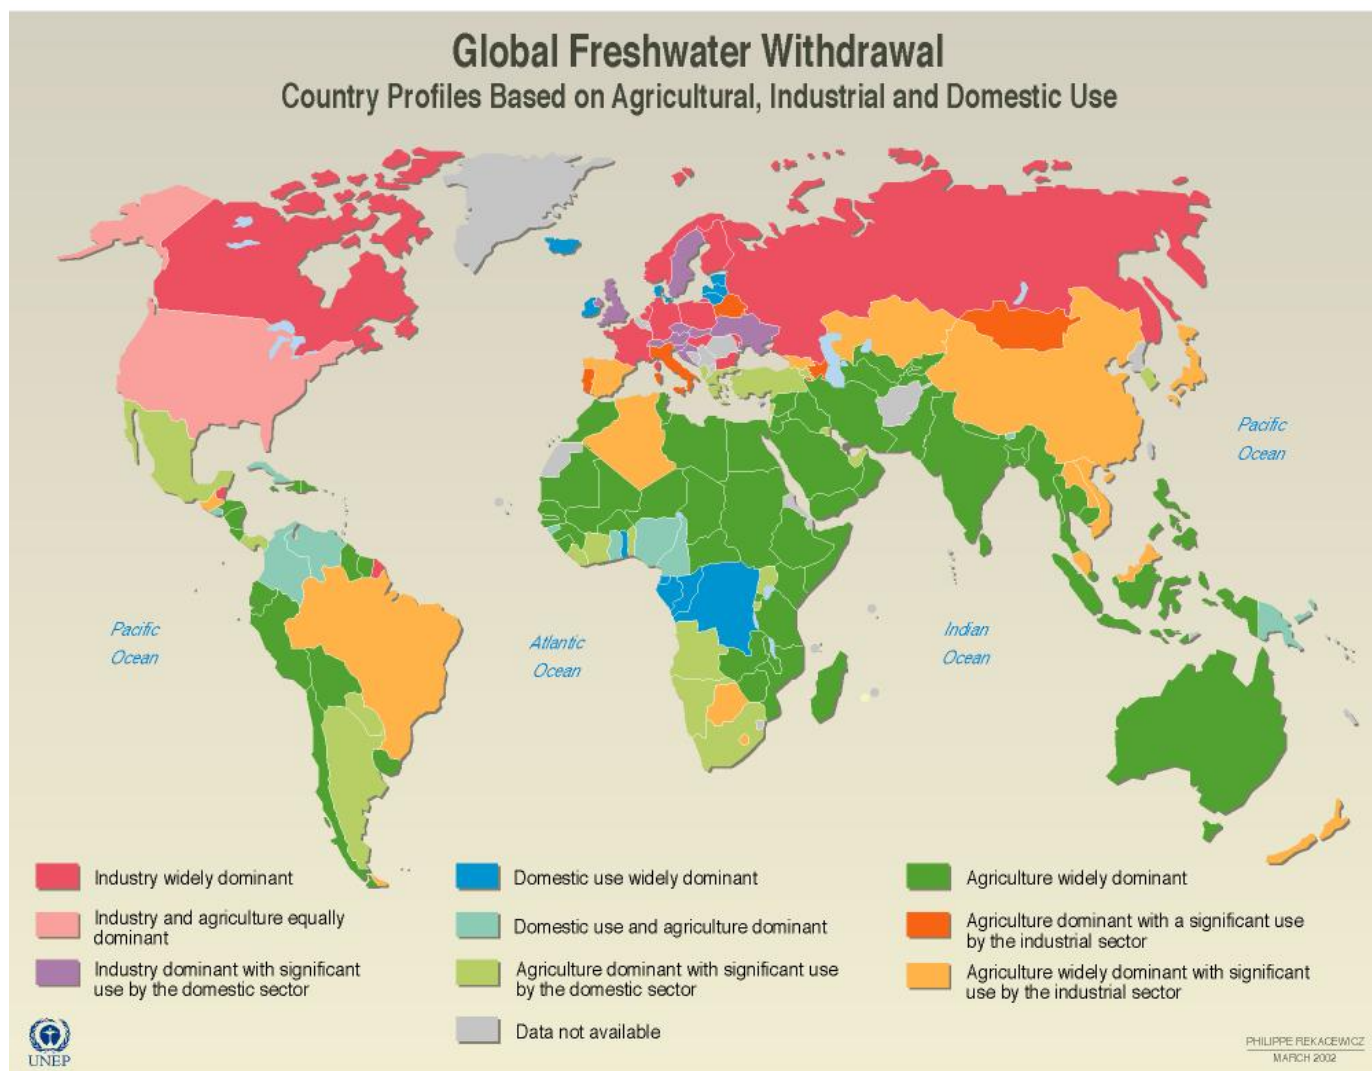 Global Freshwater Withdrawal
Country Profiles Based on Agricultural, Industrial and Domestic Use
Pacific
Ocean
Pacific
Ocean
Atlantic
Ocean
Indian
Ocean
Industry widely dominant
Industry and agriculture equally
dominant
Industry dominant with significant
use by the domestic sector
Domestic use widely dominant
Domestic use and agriculture dominant
Agriculture dominant with significant use
by the domestic sector
Data not available
Agriculture widely dominant
Agriculture dominant with a significant use
by the industrial sector
Agriculture widely dominant with significant
use by the industrial sector
UNEP
PHILIPPE REKACEWICZ
MARCH 2002